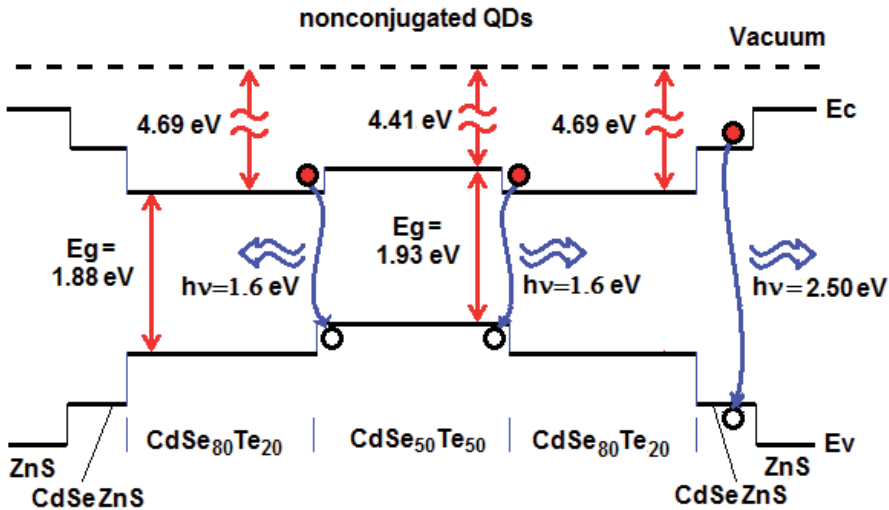 nonconjugated QDs
Vacuum
4.69 eV
4.41 eV
4.69 eV
Ec
Eg =
1.88 eV
Eg =
1.93 eV
hν=1.6 eV
hν=1.6 eV
hν=2.50 eV
CdSe₈₀Te₂₀
CdSe₅₀Te₅₀
CdSe₈₀Te₂₀
Ev
ZnS
ZnS
CdSeZnS
CdSeZnS